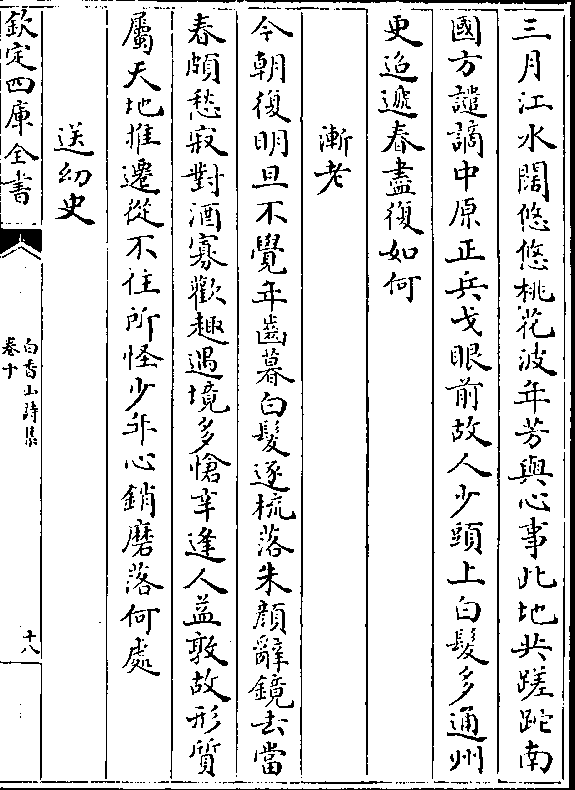 三月江水闊悠悠桃花波年芳與心事此地共蹉跎南
國方譴謫中原正兵戈眼前故人少頭上白髮多通州
更迢遞春盡復如何
漸老
今朝復明旦不覺年齒暮白髮逐梳落朱顔辭鏡去當
春頗愁寂對酒寡歡趣遇境多愴辛逢人益敦故形質
屬天地推遷從不住所怪少年心銷磨落何處
送幼史
欽定四庫全書
白香山詩集
卷十
十八